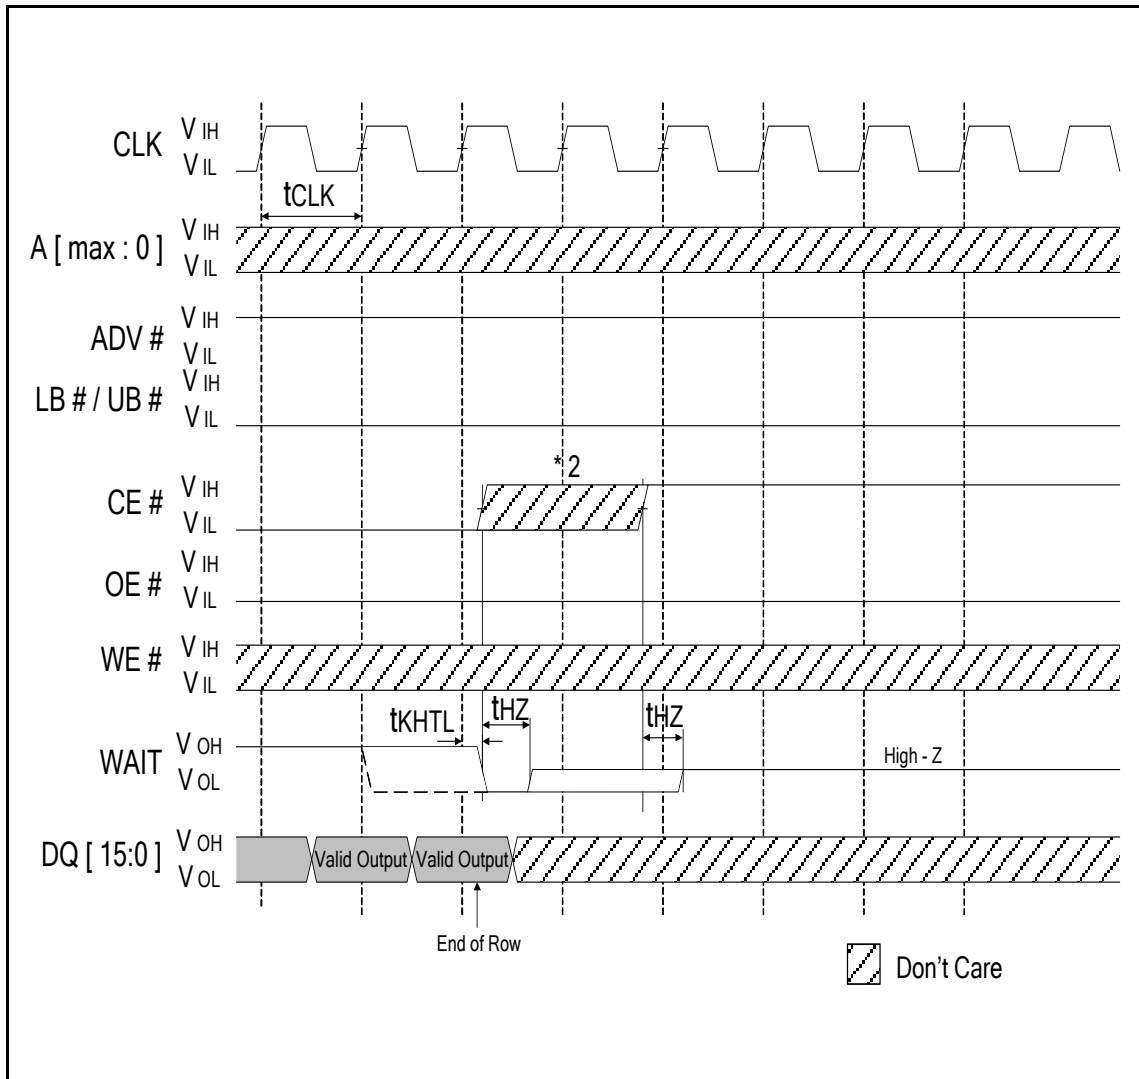 CLK
V IH
V IL
tCLK
A [ max : 0 ]
V IH
V IL
ADV #
V IH
V IL
LB # / UB #
V IH
V IL
* 2
CE #
V IH
V IL
OE #
V IH
V IL
WE #
V IH
V IL
tKHTL
tHZ
tHZ
WAIT
V OH
V OL
High - Z
DQ [ 15:0 ]
V OH
V OL
Valid Output
Valid Output
End of Row
Don't Care